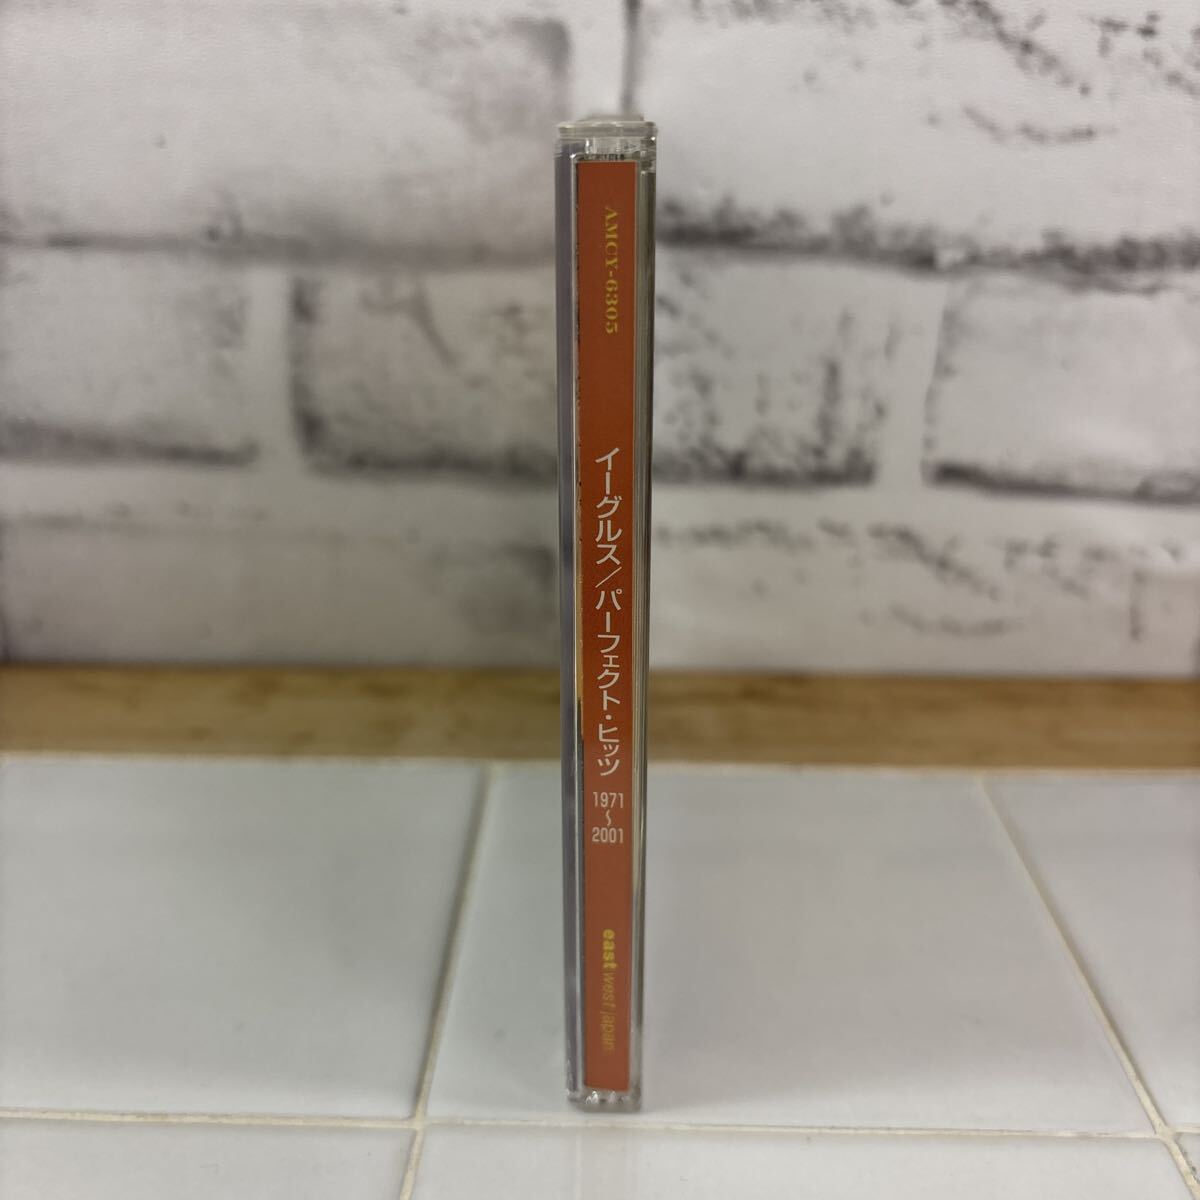 AMCY-6305
イーグルス／パーフェクト・ヒッツ 1971〜2001
east west japan